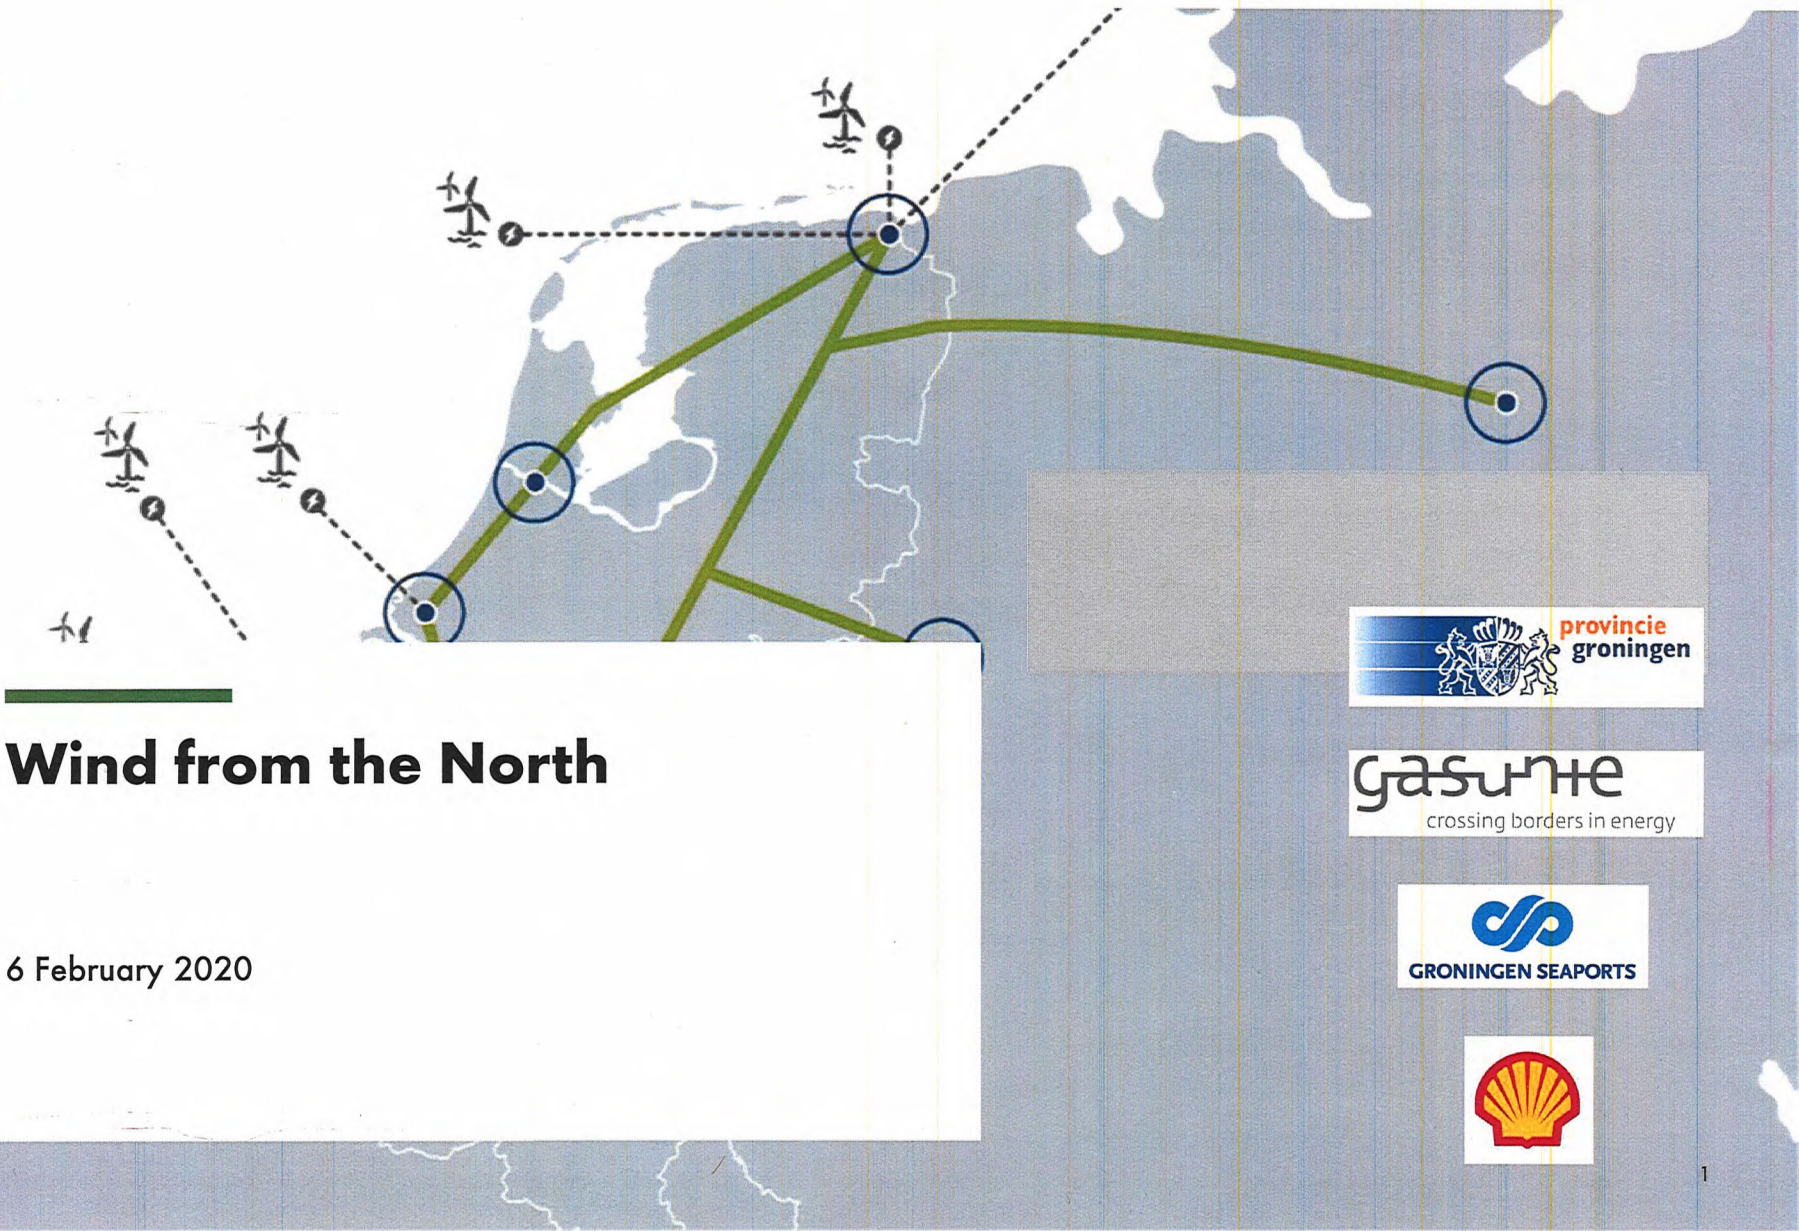 provincie
groningen
gasunie
crossing borders in energy
Wind from the North
GRONINGEN SEAPORTS
6 February 2020
1